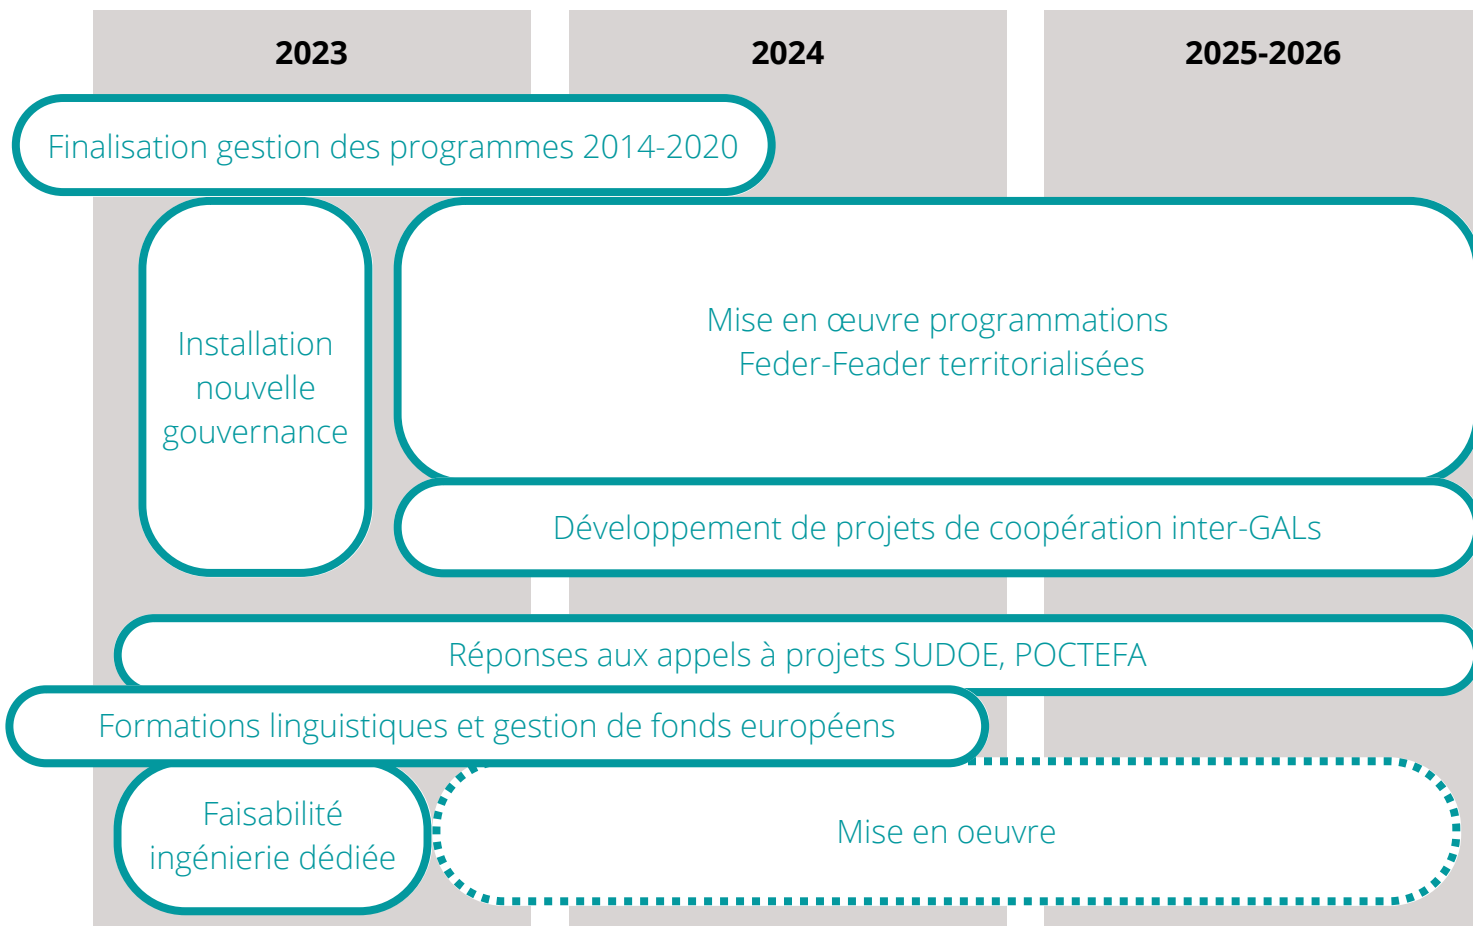 2023
2024
2025-2026
Finalisation gestion des programmes 2014-2020
Installation
nouvelle
gouvernance
Mise en œuvre programmations
Feder-Feader territorialisées
Développement de projets de coopération inter-GALs
Réponses aux appels à projets SUDOE, POCTEFA
Formations linguistiques et gestion de fonds européens
Faisabilité
ingénierie dédiée
Mise en oeuvre